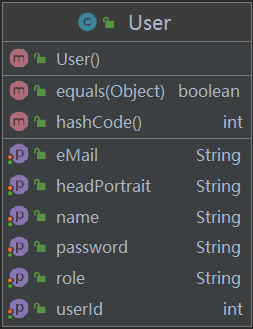 C User
m User()
m equals(Object) boolean
m hashCode() int
p eMail String
p headPortrait String
p name String
p password String
p role String
p userId int